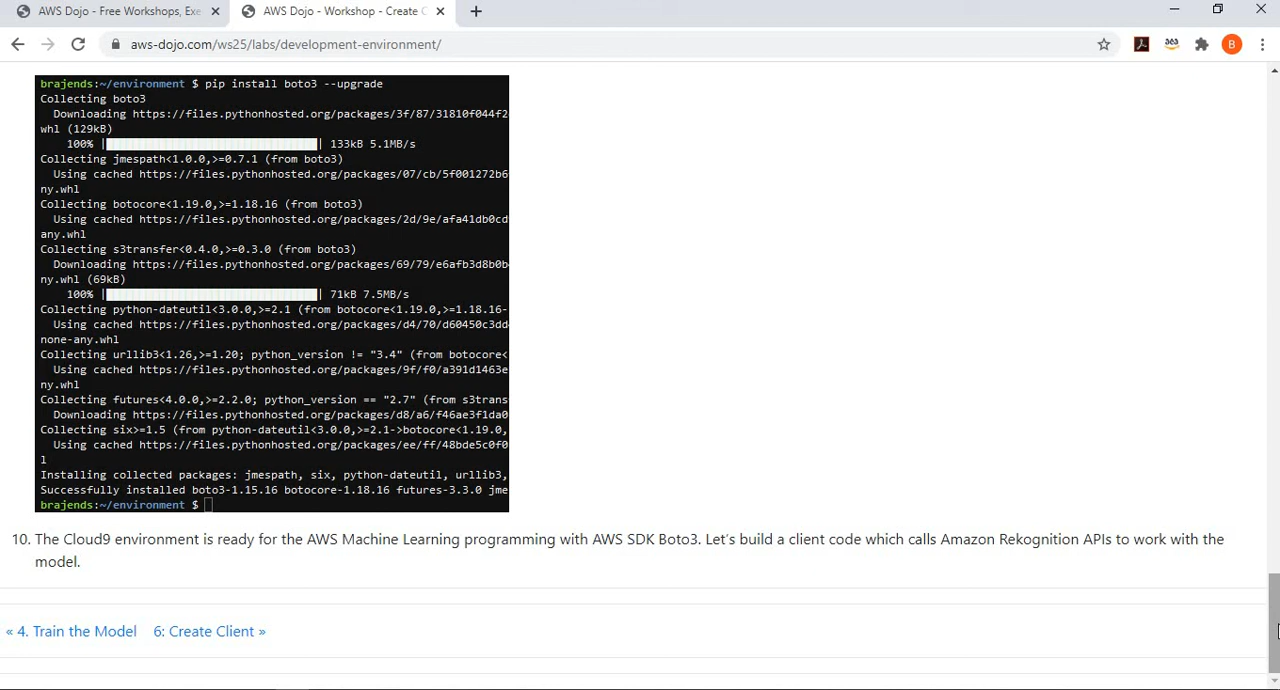 AWS Dojo - Free Workshops, Exe
AWS Dojo - Workshop - Create C
aws-dojo.com/ws25/labs/development-environment/
B
brajends:~/environment $ pip install boto3 --upgrade
Collecting boto3
Downloading https://files.pythonhosted.org/packages/3f/87/31810f044f2
whl (129kB)
100% |████████████████████████████████| 133kB 5.1MB/s
Collecting jmespath<1.0.0,>=0.7.1 (from boto3)
Using cached https://files.pythonhosted.org/packages/07/cb/5f001272b6
ny.whl
Collecting botocore<1.19.0,>=1.18.16 (from boto3)
Using cached https://files.pythonhosted.org/packages/2d/9e/afa41db0cd
any.whl
Collecting s3transfer<0.4.0,>=0.3.0 (from boto3)
Downloading https://files.pythonhosted.org/packages/69/79/e6afb3d8b0b
ny.whl (69kB)
100% |████████████████████████████████| 71kB 7.5MB/s
Collecting python-dateutil<3.0.0,>=2.1 (from botocore<1.19.0,>=1.18.16-
Using cached https://files.pythonhosted.org/packages/d4/70/d60450c3dd
none-any.whl
Collecting urllib3<1.26,>=1.20; python_version != "3.4" (from botocore<
Using cached https://files.pythonhosted.org/packages/9f/f0/a391d1463e
ny.whl
Collecting futures<4.0.0,>=2.2.0; python_version == "2.7" (from s3trans
Downloading https://files.pythonhosted.org/packages/d8/a6/f46ae3f1da0
Collecting six>=1.5 (from python-dateutil<3.0.0,>=2.1->botocore<1.19.0,
Using cached https://files.pythonhosted.org/packages/ee/ff/48bde5c0f0
l
Installing collected packages: jmespath, six, python-dateutil, urllib3,
Successfully installed boto3-1.15.16 botocore-1.18.16 futures-3.3.0 jme
brajends:~/environment $
10. The Cloud9 environment is ready for the AWS Machine Learning programming with AWS SDK Boto3. Let's build a client code which calls Amazon Rekognition APIs to work with the
model.
« 4. Train the Model 6: Create Client »